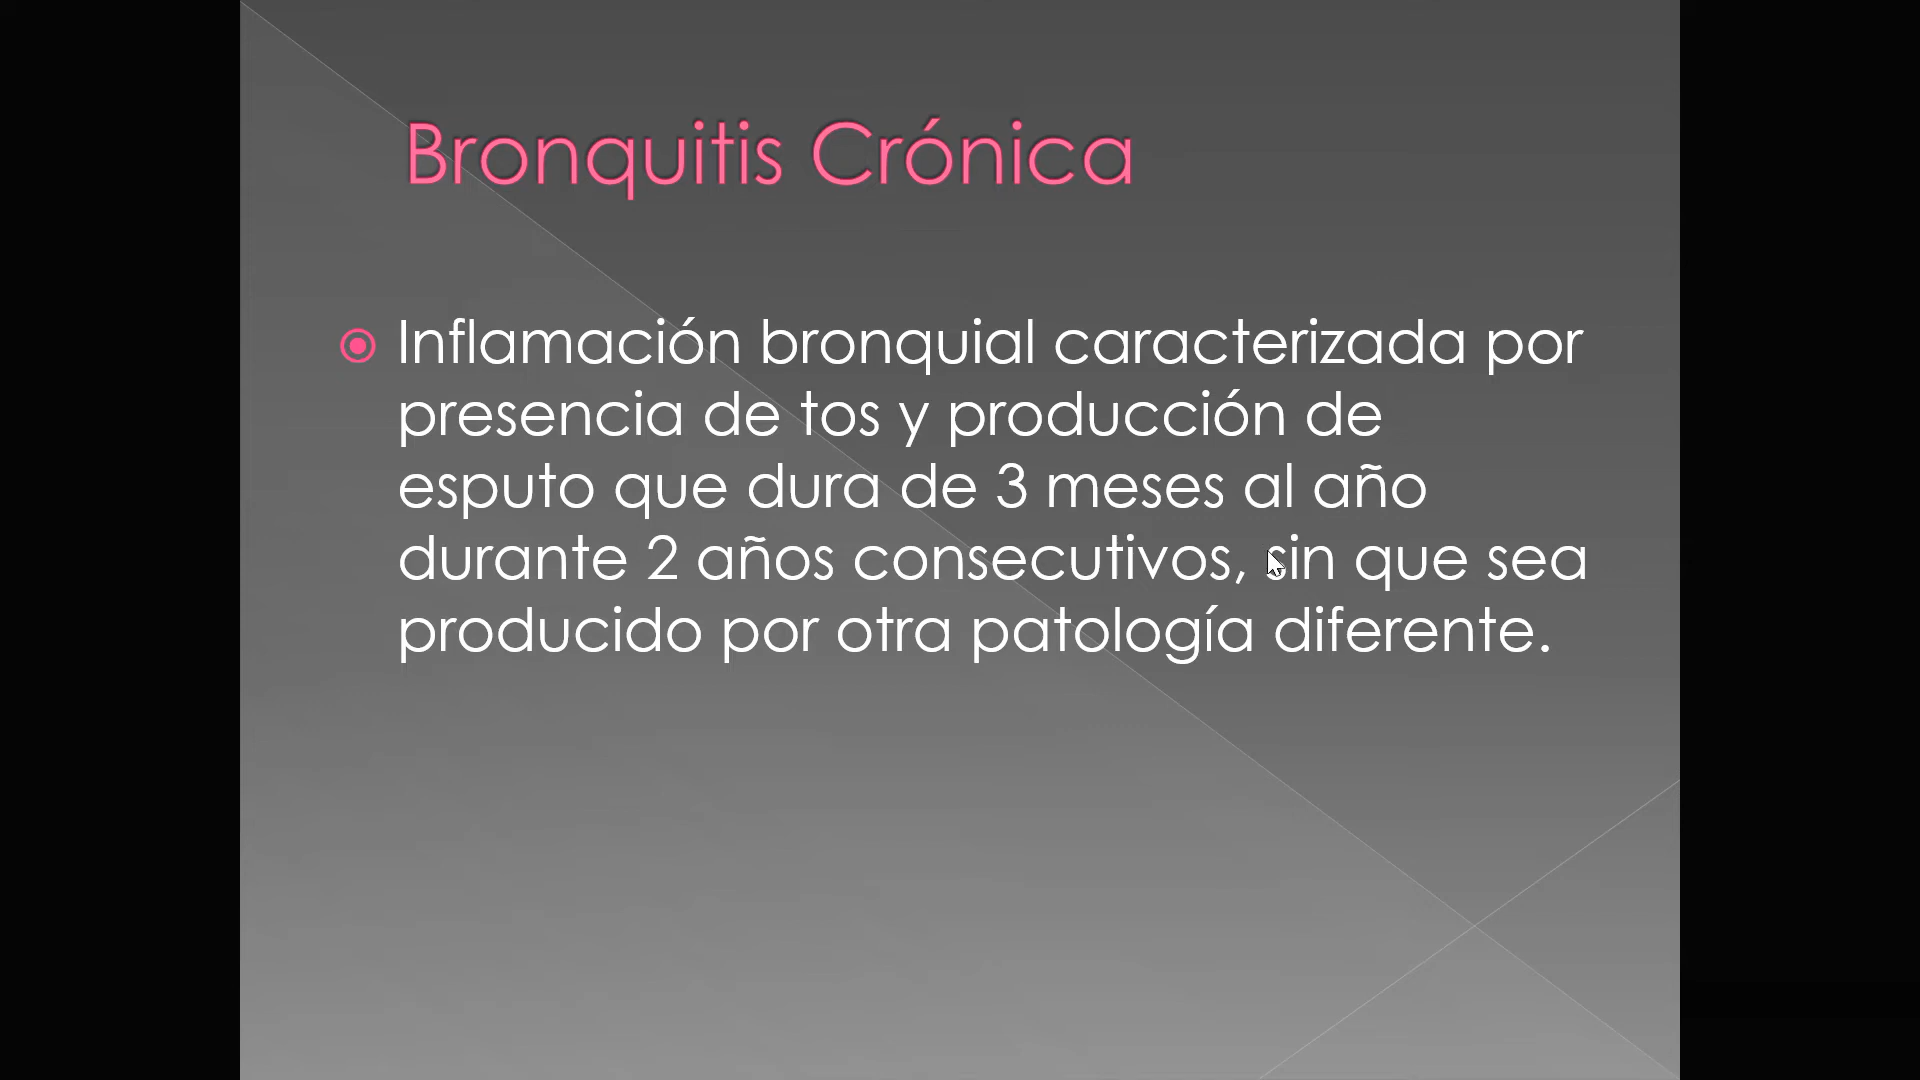 Bronquitis Crónica
Inflamación bronquial caracterizada por
presencia de tos y producción de
esputo que dura de 3 meses al año
durante 2 años consecutivos, sin que sea
producido por otra patología diferente.